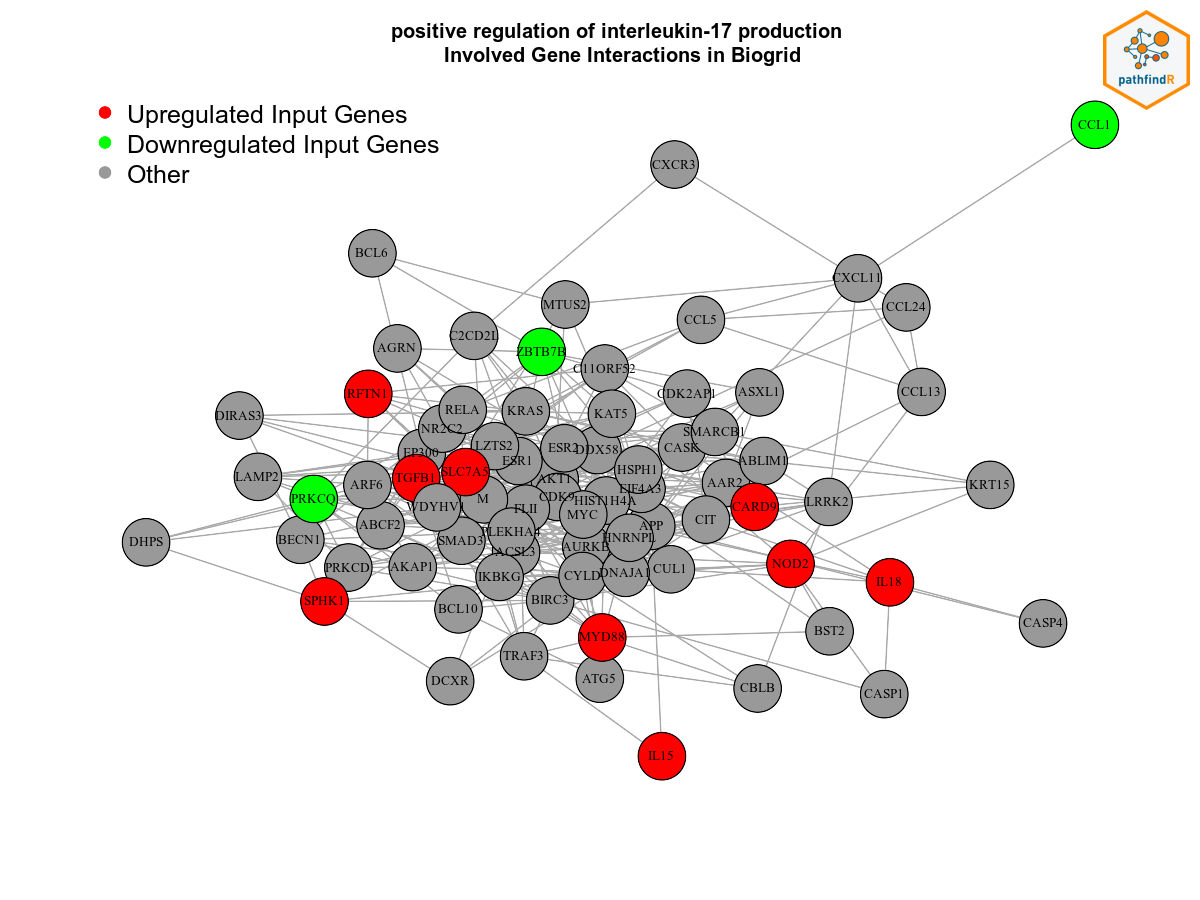 positive regulation of interleukin-17 production
Involved Gene Interactions in Biogrid
pathfindR
Upregulated Input Genes
Downregulated Input Genes
Other
CCL1
CXCR3
BCL6
CXCL11
MTUS2
CCL24
CCL5
C2CD2L
AGRN
ZBTB7B
C11ORF52
RFTN1
CDK2AP1
ASXL1
CCL13
DIRAS3
RELA
KRAS
KAT5
NR2C2
SMARCB1
LZTS2
ESR2
DDX58
CASK
EP300
ESR1
ABLIM1
HSPH1
LAMP2
TGFB1
SLC7A5
AKT1
ARF6
AAR2
KRT15
EIF4A3
PRKCQ
M
CDK9
HIST1H4A
LRRK2
WDYHV1
FLII
CARD9
MYC
CIT
ABCF2
APP
PLEKHA4
HNRNPL
DHPS
BECN1
SMAD3
AURKB
ACSL3
NOD2
PRKCD
AKAP1
IKBKG
CYLD
DNAJA1
CUL1
IL18
SPHK1
BIRC3
BCL10
CASP4
MYD88
BST2
TRAF3
DCXR
ATG5
CBLB
CASP1
IL15